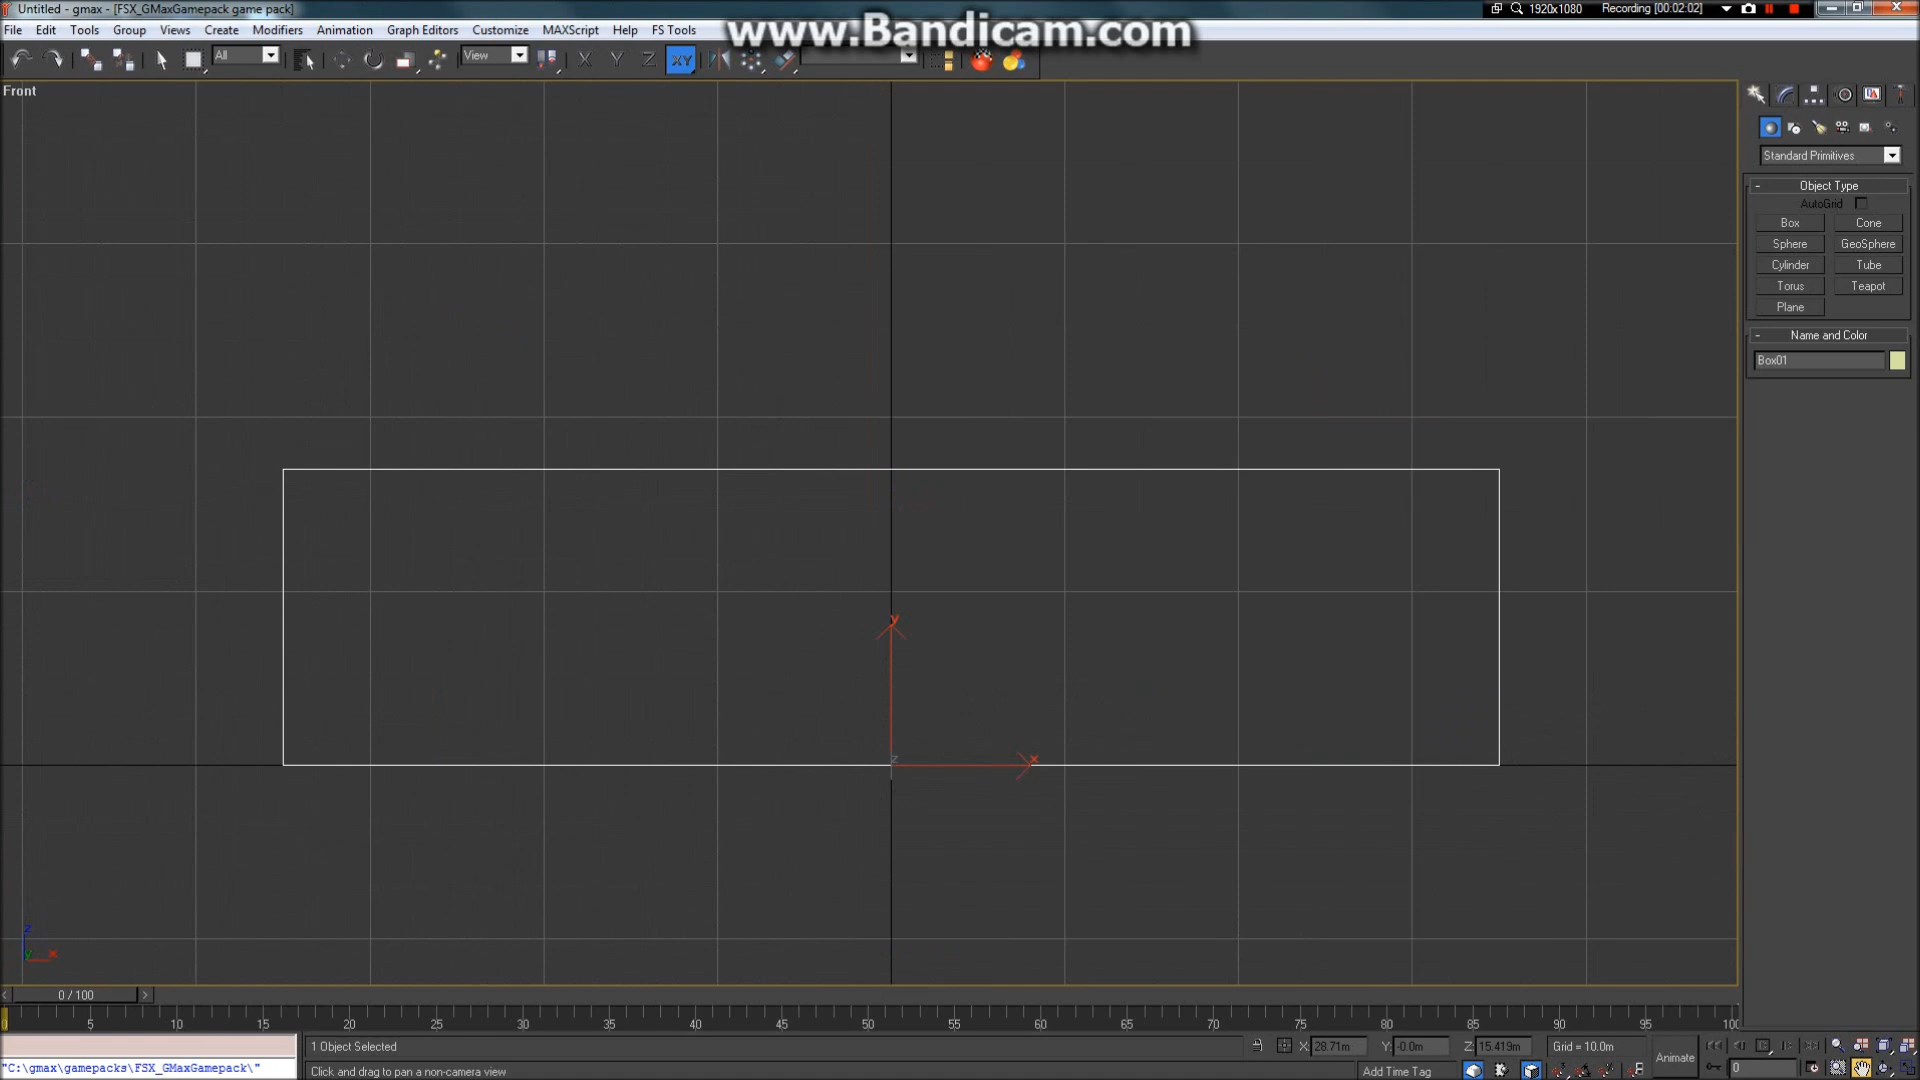 Untitled - gmax - [FSX_GMaxGamepack game pack]
www.Bandicam.com
1920x1080 Recording [00:02:02]
File Edit Tools Group Views Create Modifiers Animation Graph Editors Customize MAXScript Help FS Tools
All View X Y Z XY
Front
Standard Primitives
- Object Type
AutoGrid
Box Cone
Sphere GeoSphere
Cylinder Tube
Torus Teapot
Plane
- Name and Color
Box01
y
z x
z
y x
< 0 / 100 >
5 10 15 20 25 30 35 40 45 50 55 60 65 70 75 80 85 90 95 100
1 Object Selected X: 28.71m Y: -0.0m Z: 15.419m Grid = 10.0m
Animate
"C:\gmax\gamepacks\FSX_GMaxGamepack\"
Click and drag to pan a non-camera view Add Time Tag 0